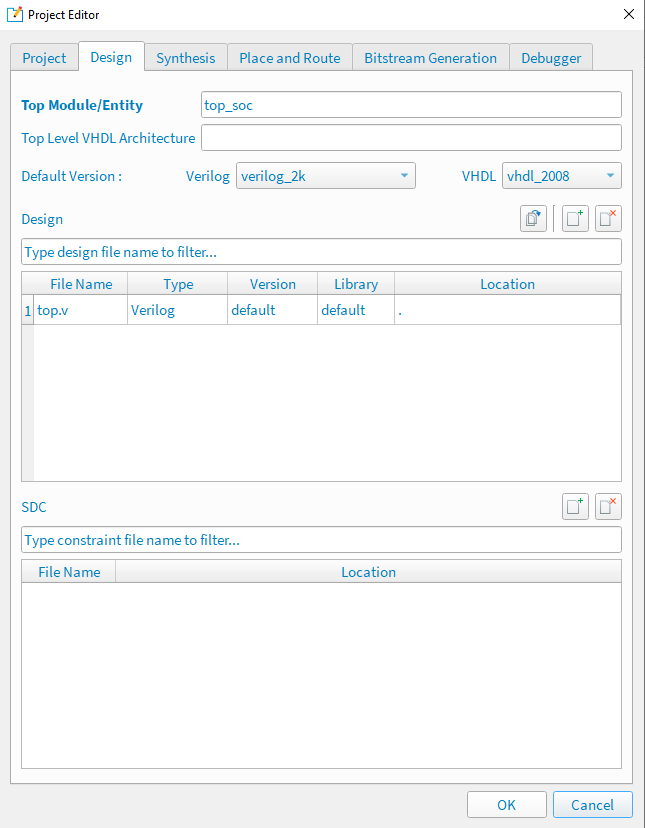 Project Editor
Project Design Synthesis Place and Route Bitstream Generation Debugger
Top Module/Entity top_soc
Top Level VHDL Architecture
Default Version : Verilog verilog_2k VHDL vhdl_2008
Design
Type design file name to filter...
File Name Type Version Library Location
1 top.v Verilog default default .
SDC
Type constraint file name to filter...
File Name Location
OK Cancel